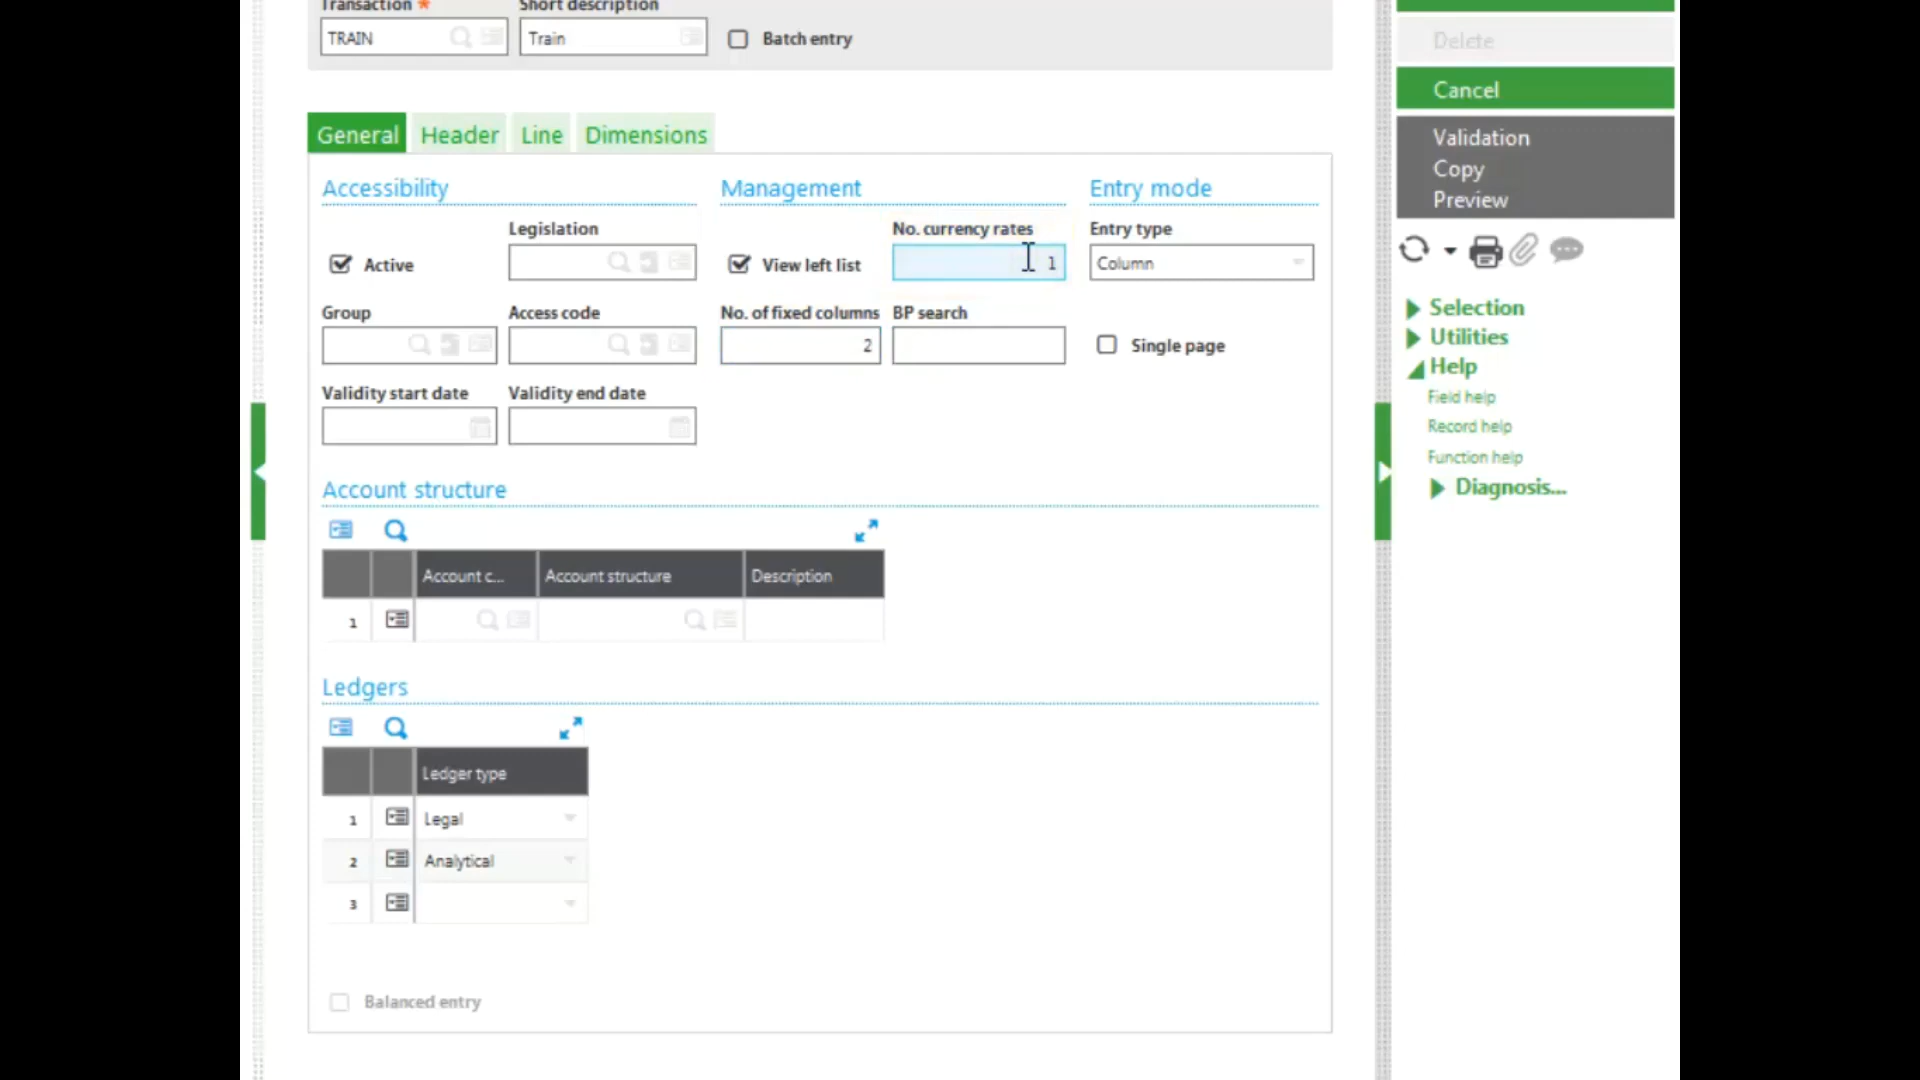 Transaction * Short description
TRAIN Train Batch entry
General Header Line Dimensions
Accessibility Management Entry mode
Legislation No. currency rates Entry type
Active View left list 1 Column
Group Access code No. of fixed columns BP search
2 Single page
Validity start date Validity end date
Account structure
Account c... Account structure Description
1
Ledgers
Ledger type
1 Legal
2 Analytical
3
Balanced entry
Delete
Cancel
Validation
Copy
Preview
Selection
Utilities
Help
Field help
Record help
Function help
Diagnosis...